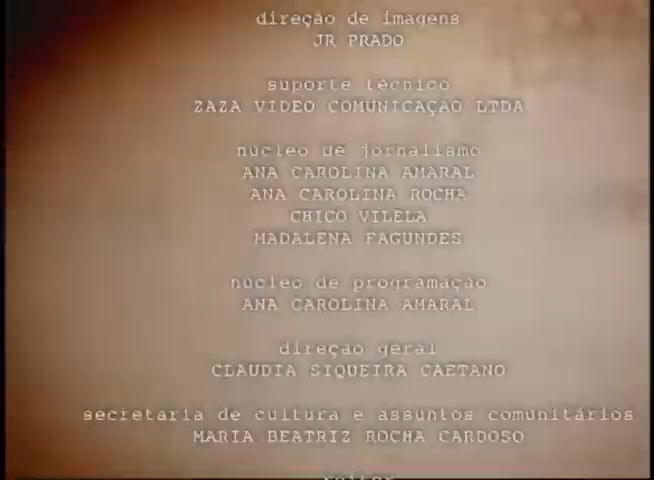 direção de imagens
JR PRADO
suporte técnico
ZAZA VIDEO COMUNICAÇÃO LTDA
núcleo de jornalismo
ANA CAROLINA AMARAL
ANA CAROLINA ROCHA
CHICO VILELA
MADALENA FAGUNDES
núcleo de programação
ANA CAROLINA AMARAL
direção geral
CLAUDIA SIQUEIRA CAETANO
secretaria de cultura e assuntos comunitários
MARIA BEATRIZ ROCHA CARDOSO